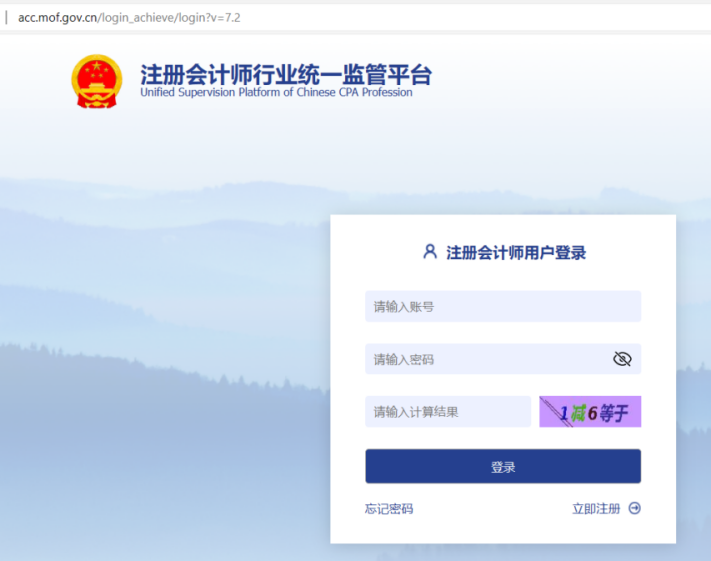 acc.mof.gov.cn/login_achieve/login?v=7.2
注册会计师行业统一监管平台
Unified Supervision Platform of Chinese CPA Profession
注册会计师用户登录
请输入账号
请输入密码
请输入计算结果
1减6等于
登录
忘记密码
立即注册